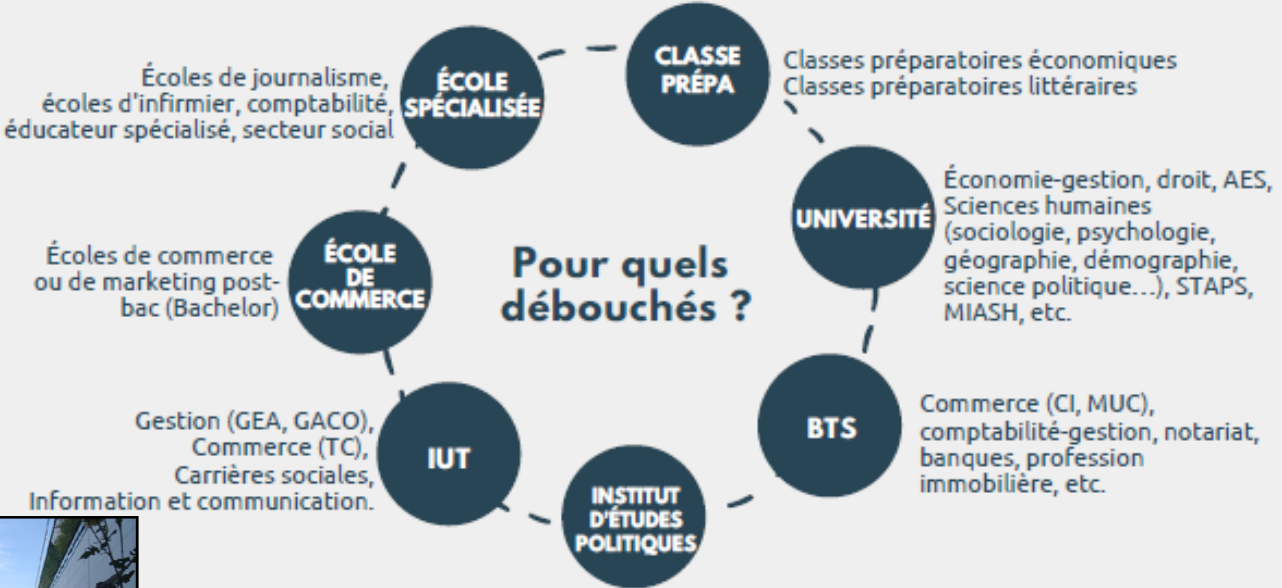 Pour quels
débouchés ?
CLASSE
PRÉPA
Classes préparatoires économiques
Classes préparatoires littéraires
UNIVERSITÉ
Économie-gestion, droit, AES,
Sciences humaines
(sociologie, psychologie,
géographie, démographie,
science politique...), STAPS,
MIASH, etc.
BTS
Commerce (CI, MUC),
comptabilité-gestion, notariat,
banques, profession
immobilière, etc.
INSTITUT
D'ÉTUDES
POLITIQUES
IUT
Gestion (GEA, GACO),
Commerce (TC),
Carrières sociales,
Information et communication.
ÉCOLE
DE
COMMERCE
Écoles de commerce
ou de marketing post-
bac (Bachelor)
ÉCOLE
SPÉCIALISÉE
Écoles de journalisme,
écoles d'infirmier, comptabilité,
éducateur spécialisé, secteur social